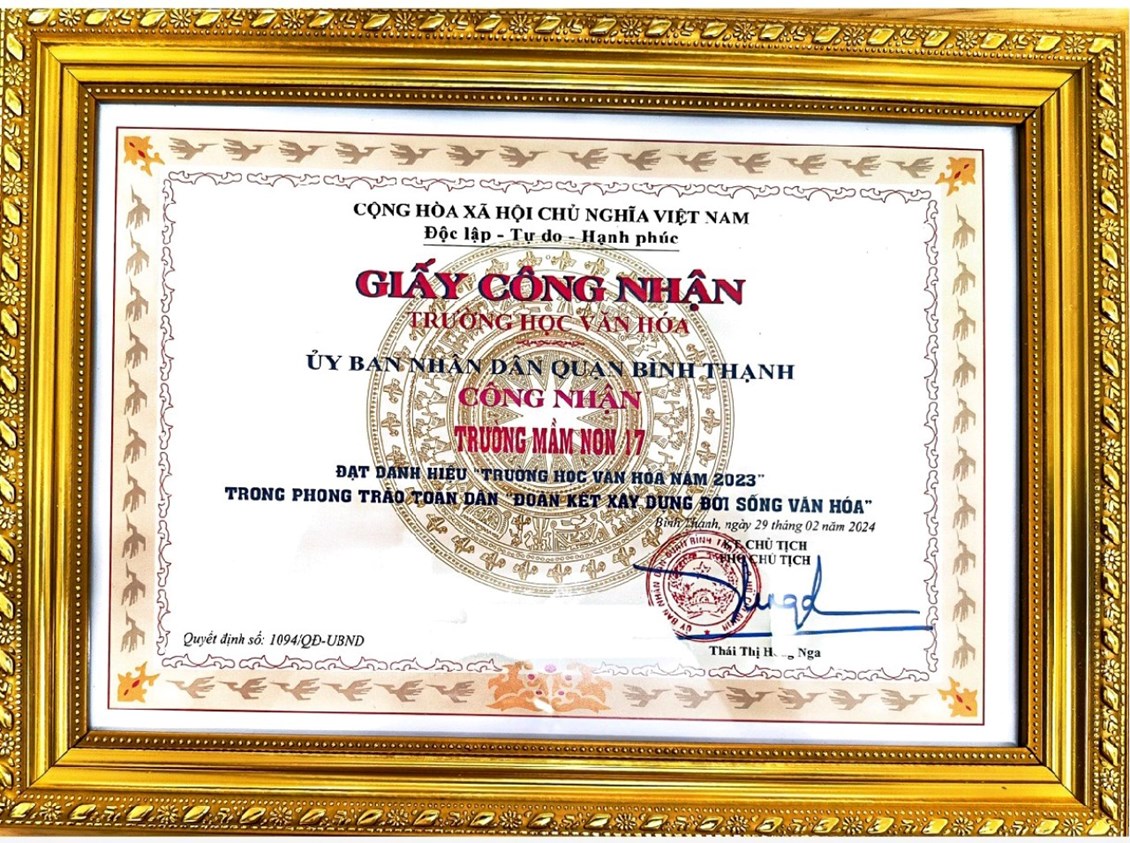 CỘNG HÒA XÃ HỘI CHỦ NGHĨA VIỆT NAM
Độc lập - Tự do - Hạnh phúc
GIẤY CÔNG NHẬN
TRƯỜNG HỌC VĂN HÓA
ỦY BAN NHÂN DÂN QUẬN BÌNH THẠNH
CÔNG NHẬN
TRƯỜNG MẦM NON 17
ĐẠT DANH HIỆU "TRƯỜNG HỌC VĂN HÓA NĂM 2023"
TRONG PHONG TRÀO TOÀN DÂN "ĐOÀN KẾT XÂY DỰNG ĐỜI SỐNG VĂN HÓA"
Bình Thạnh, ngày 29 tháng 02 năm 2024
KT. CHỦ TỊCH
PHÓ CHỦ TỊCH
Quyết định số: 1094/QĐ-UBND
Thái Thị Nga